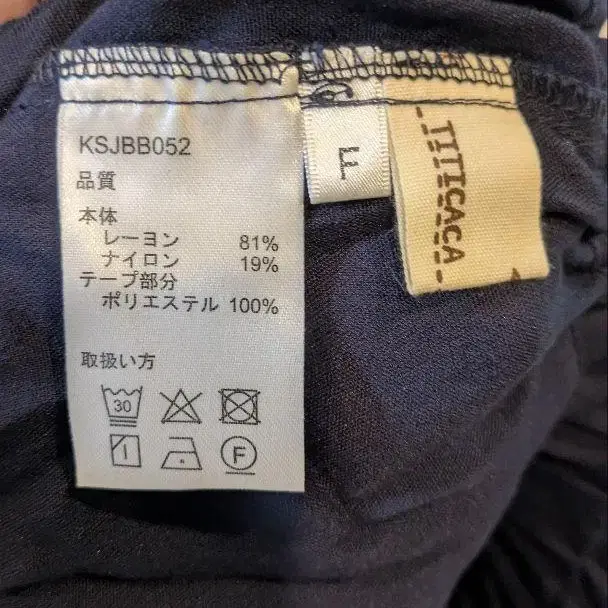 KSJBB052
品質
本体
レーヨン 81%
ナイロン 19%
テープ部分
ポリエステル 100%
取扱い方
30
F
LL
TITICACA